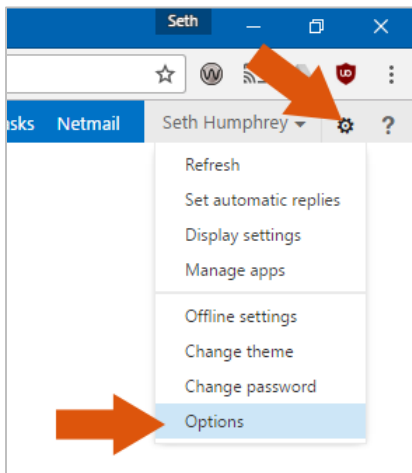 Seth
asks Netmail Seth Humphrey ?
Refresh
Set automatic replies
Display settings
Manage apps
Offline settings
Change theme
Change password
Options